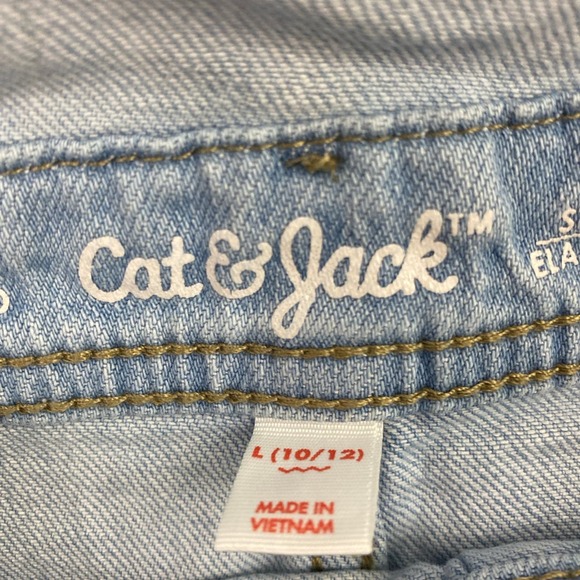 Cat & Jack™
L (10/12)
MADE IN
VIETNAM